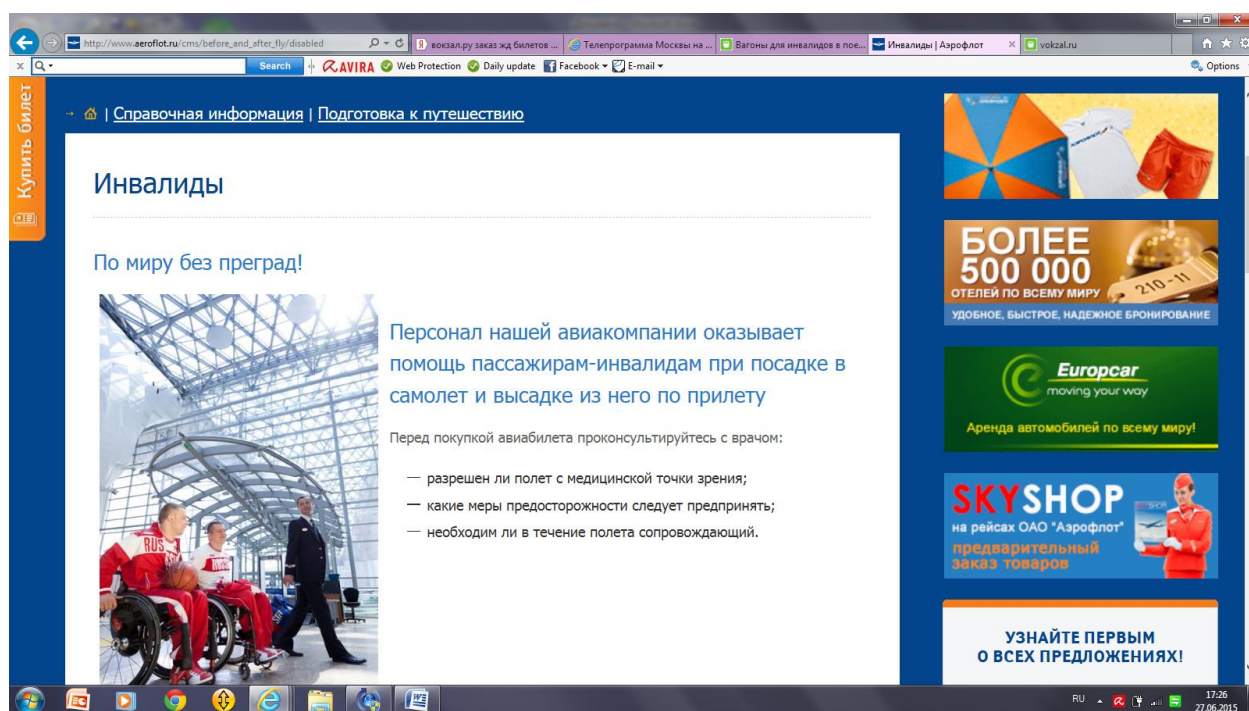 http://www.aeroflot.ru/cms/before_and_after_fly/disabled
вокзал.ру заказ жд билетов ...
Телепрограмма Москвы на ...
Вагоны для инвалидов в пое...
Инвалиды | Аэрофлот
vokzal.ru
Search
AVIRA
Web Protection
Daily update
Facebook
E-mail
Options
Купить билет
| Справочная информация | Подготовка к путешествию
Инвалиды
По миру без преград!
RUS
Персонал нашей авиакомпании оказывает
помощь пассажирам-инвалидам при посадке в
самолет и высадке из него по прилету
Перед покупкой авиабилета проконсультируйтесь с врачом:
— разрешен ли полет с медицинской точки зрения;
— какие меры предосторожности следует предпринять;
— необходим ли в течение полета сопровождающий.
БОЛЕЕ
500 000
ОТЕЛЕЙ ПО ВСЕМУ МИРУ
210-11
УДОБНОЕ, БЫСТРОЕ, НАДЕЖНОЕ БРОНИРОВАНИЕ
Europcar
moving your way
Аренда автомобилей по всему миру!
SKYSHOP
на рейсах ОАО "Аэрофлот"
предварительный
заказ товаров
УЗНАЙТЕ ПЕРВЫМ
О ВСЕХ ПРЕДЛОЖЕНИЯХ!
RU
17:26
27.06.2015